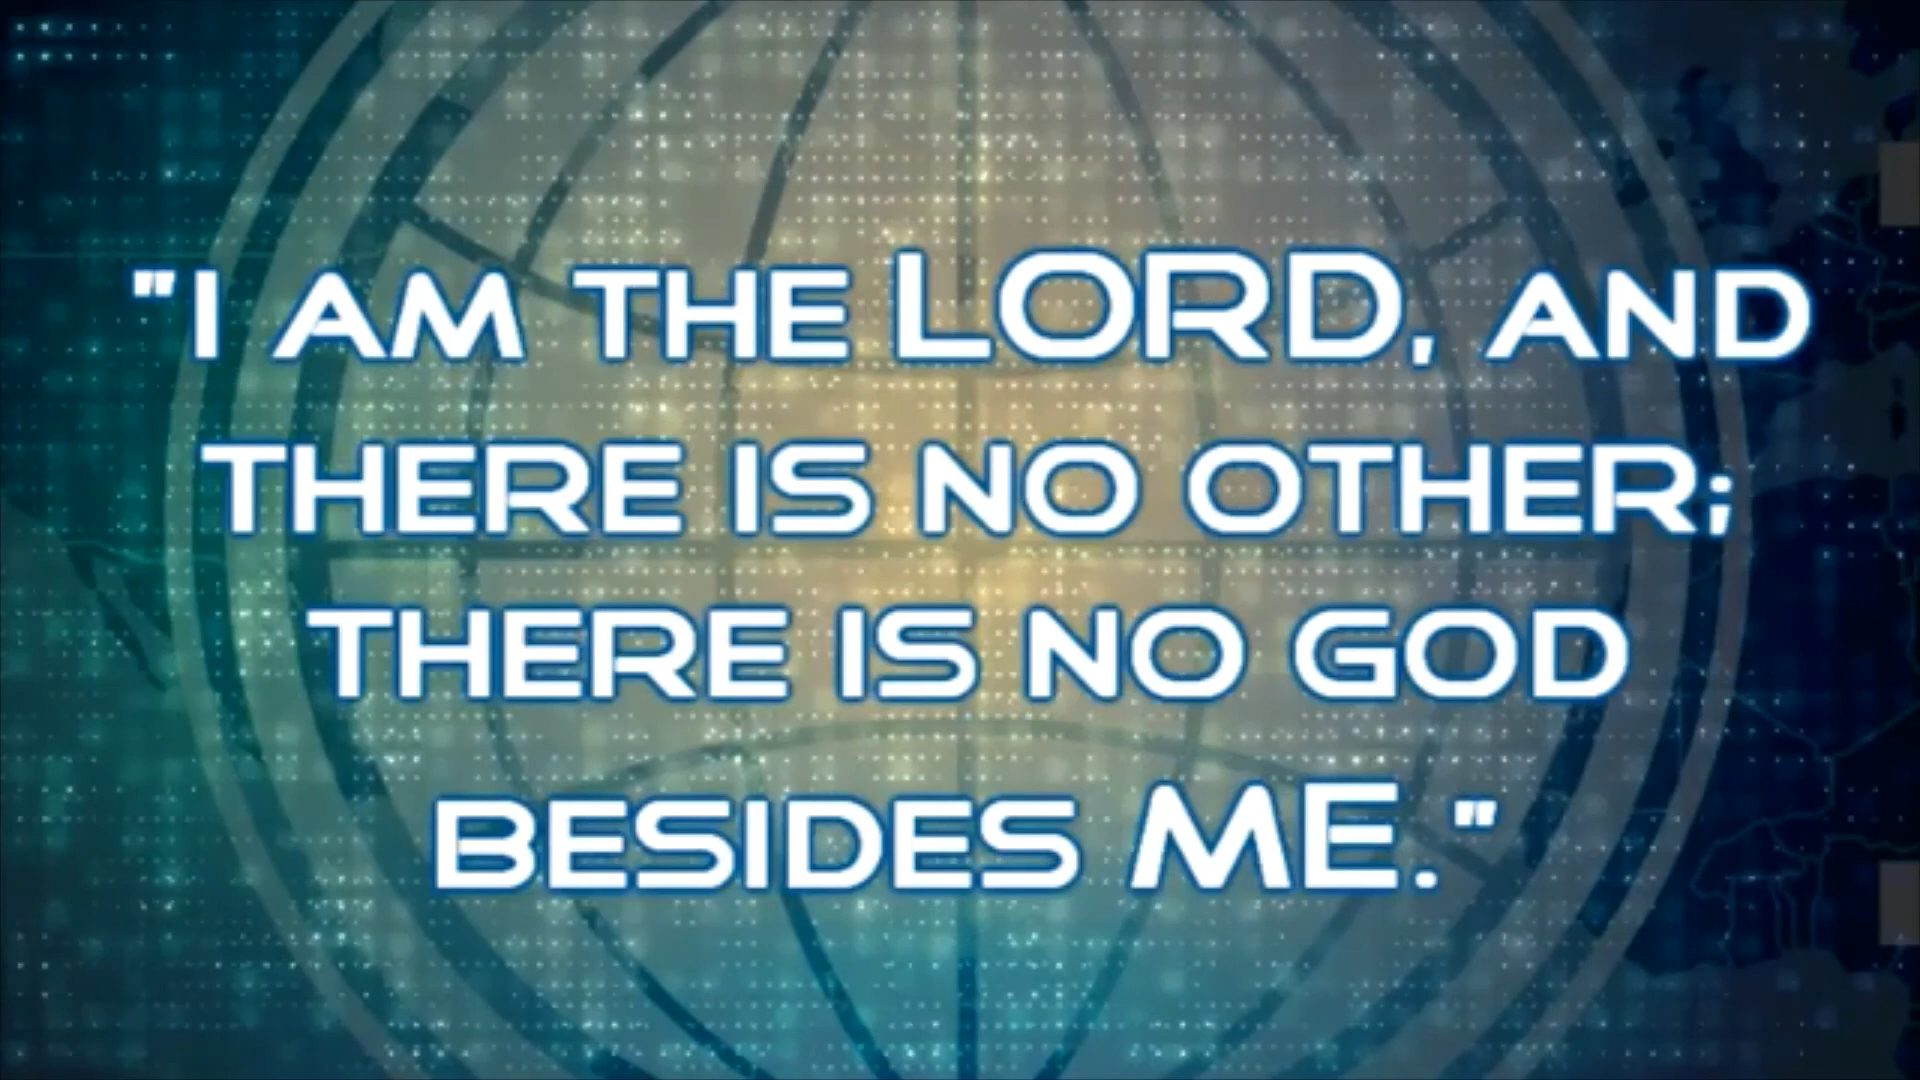 "I AM THE LORD, AND
THERE IS NO OTHER;
THERE IS NO GOD
BESIDES ME."